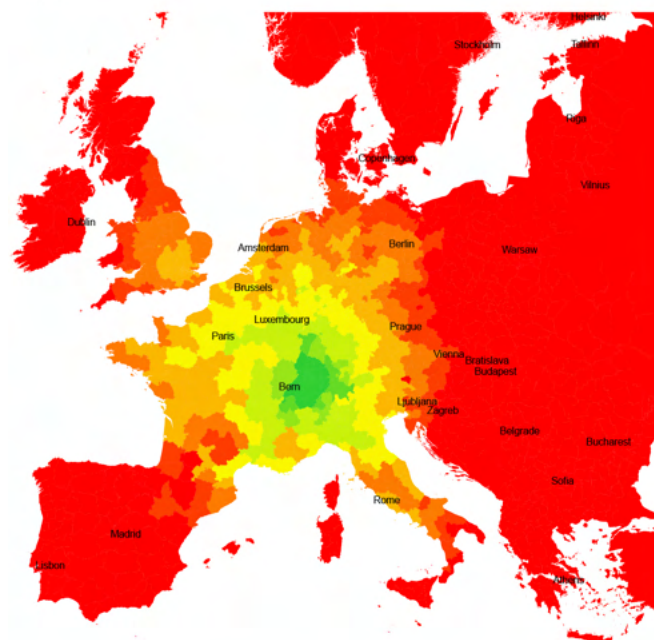 Helsinki
Stockholm
Tallinn
Riga
Copenhagen
Vilnius
Dublin
Amsterdam
Berlin
Warsaw
Brussels
Luxembourg
Prague
Paris
Vienna
Bratislava
Budapest
Bern
Ljubljana
Zagreb
Belgrade
Bucharest
Sofia
Rome
Madrid
Lisbon
Athens